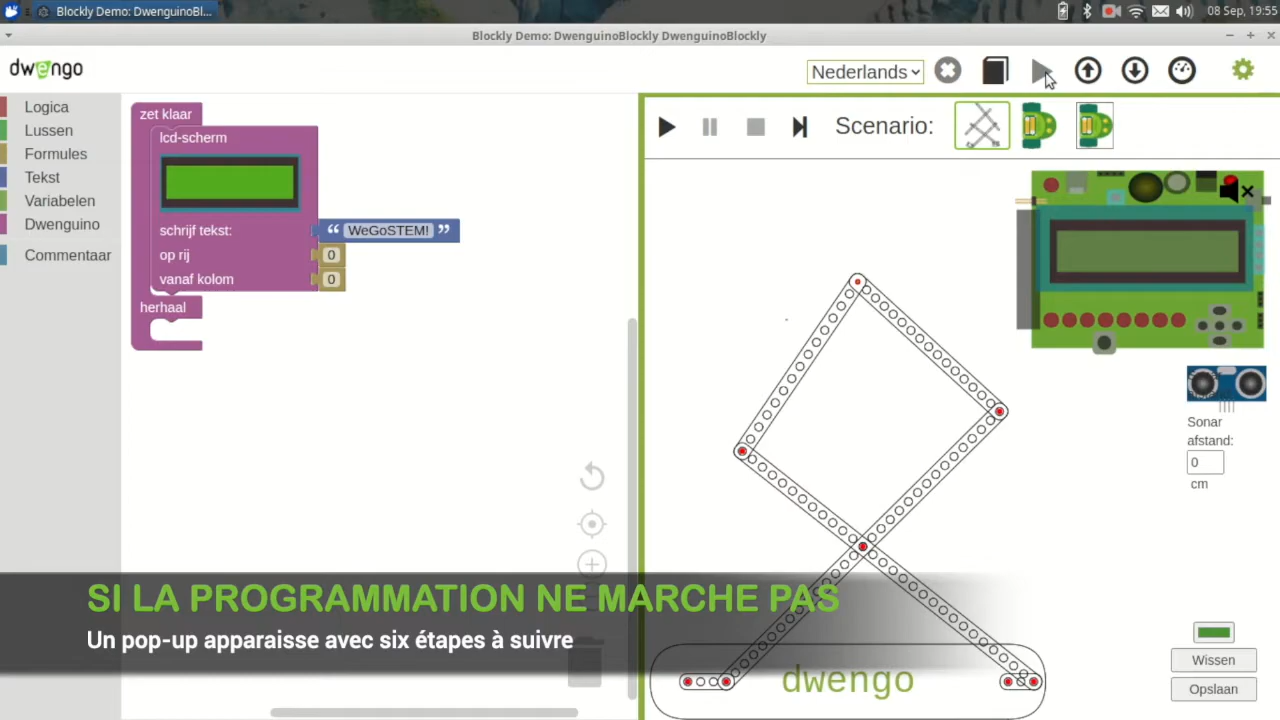 Blockly Demo: DwenguinoBl...
08 Sep, 19:55
Blockly Demo: DwenguinoBlockly DwenguinoBlockly
dwengo
Nederlands
Logica
Lussen
Formules
Tekst
Variabelen
Dwenguino
Commentaar
zet klaar
lcd-scherm
schrijf tekst:
“ WeGoSTEM! ”
op rij
0
vanaf kolom
0
herhaal
Scenario:
Sonar
afstand:
0
cm
SI LA PROGRAMMATION NE MARCHE PAS
Un pop-up apparaisse avec six étapes à suivre
dwengo
Wissen
Opslaan